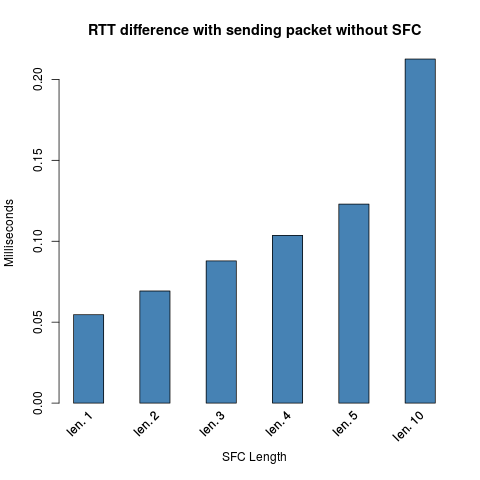 RTT difference with sending packet without SFC
Milliseconds
0.20
0.15
0.10
0.05
0.00
len. 1
len. 2
len. 3
len. 4
len. 5
len. 10
SFC Length